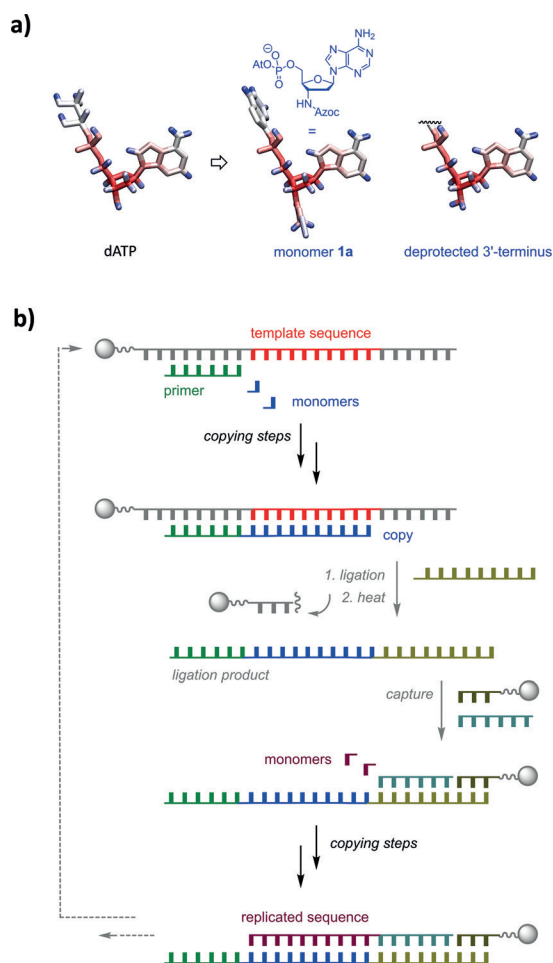 a)
NH₂
N
N
N
N
⊖
O
AtO-P-O
O
O
HN
Azoc
=
dATP
monomer 1a
deprotected 3'-terminus
b)
template sequence
primer
monomers
copying steps
copy
1. ligation
2. heat
ligation product
capture
monomers
copying steps
replicated sequence